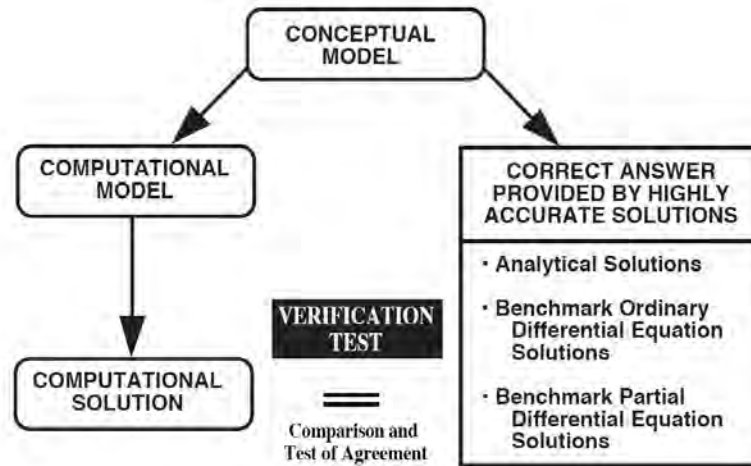 CONCEPTUAL
MODEL
COMPUTATIONAL
MODEL
COMPUTATIONAL
SOLUTION
VERIFICATION
TEST
Comparison and
Test of Agreement
CORRECT ANSWER
PROVIDED BY HIGHLY
ACCURATE SOLUTIONS
· Analytical Solutions
· Benchmark Ordinary
Differential Equation
Solutions
· Benchmark Partial
Differential Equation
Solutions